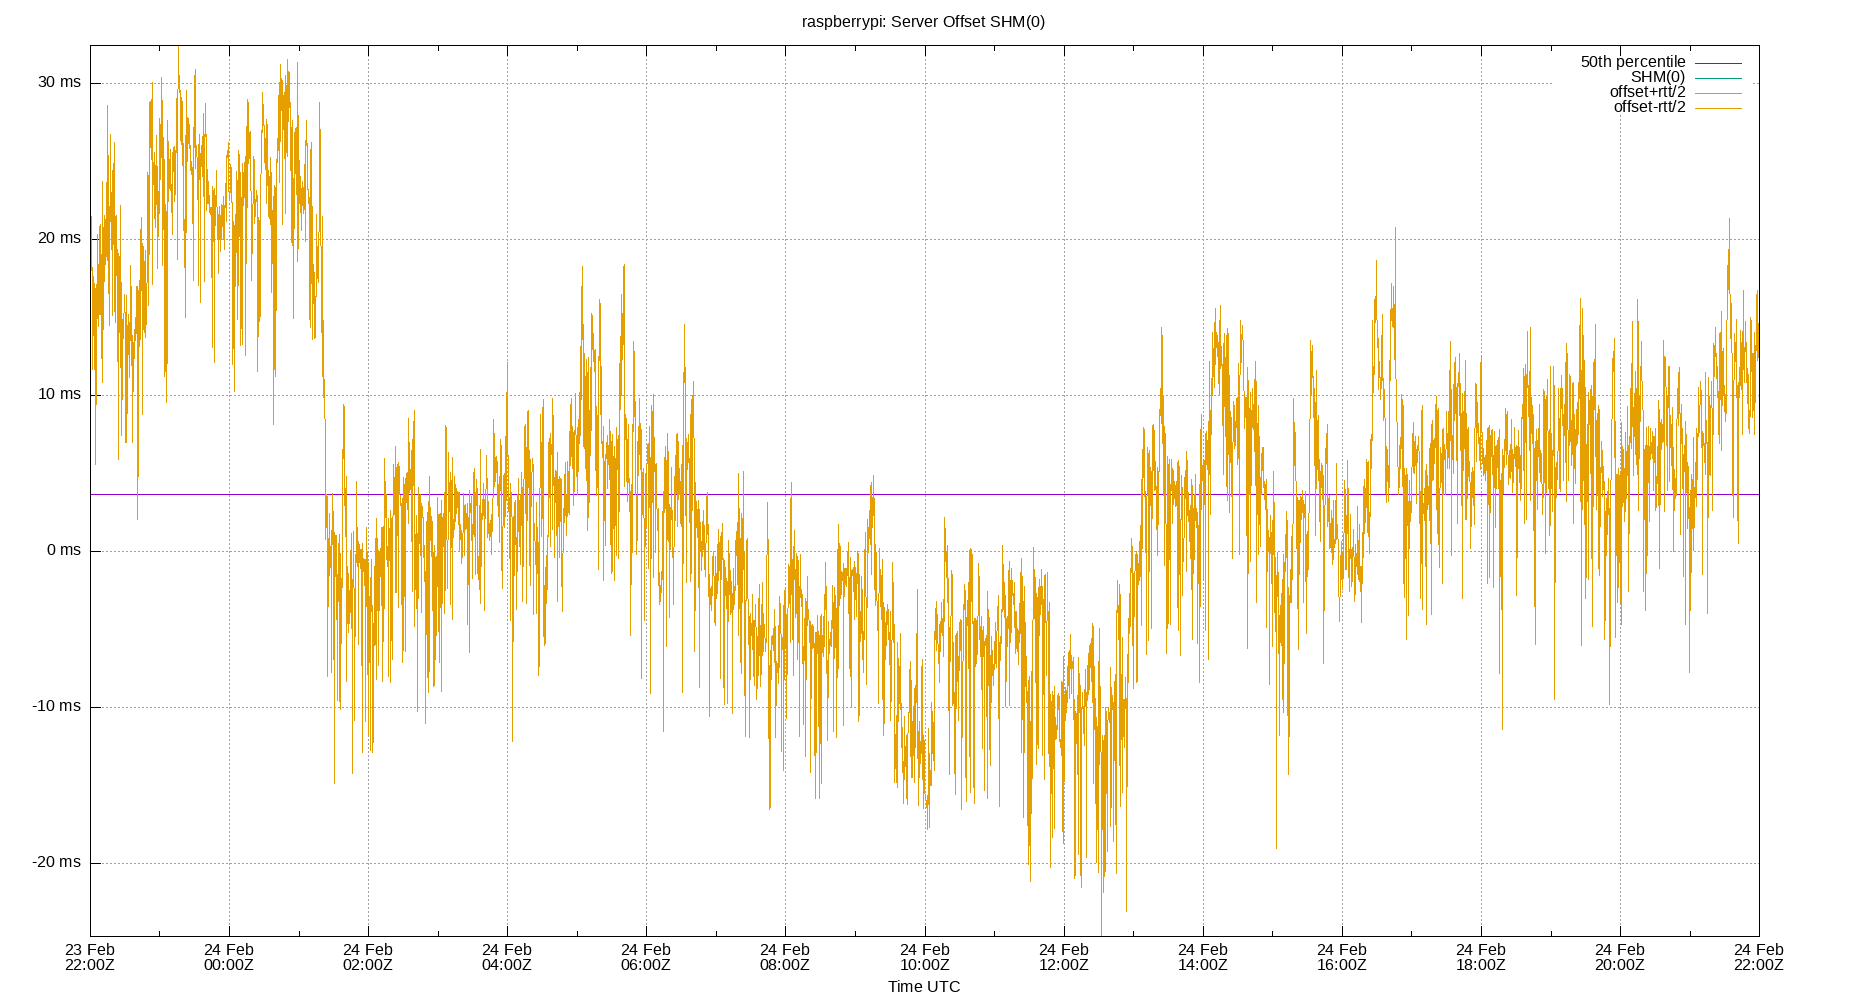 raspberrypi: Server Offset SHM(0)
50th percentile
SHM(0)
offset+rtt/2
offset-rtt/2
30 ms
20 ms
10 ms
0 ms
-10 ms
-20 ms
23 Feb 24 Feb 24 Feb 24 Feb 24 Feb 24 Feb 24 Feb 24 Feb 24 Feb 24 Feb 24 Feb 24 Feb 24 Feb
22:00Z 00:00Z 02:00Z 04:00Z 06:00Z 08:00Z 10:00Z 12:00Z 14:00Z 16:00Z 18:00Z 20:00Z 22:00Z
Time UTC